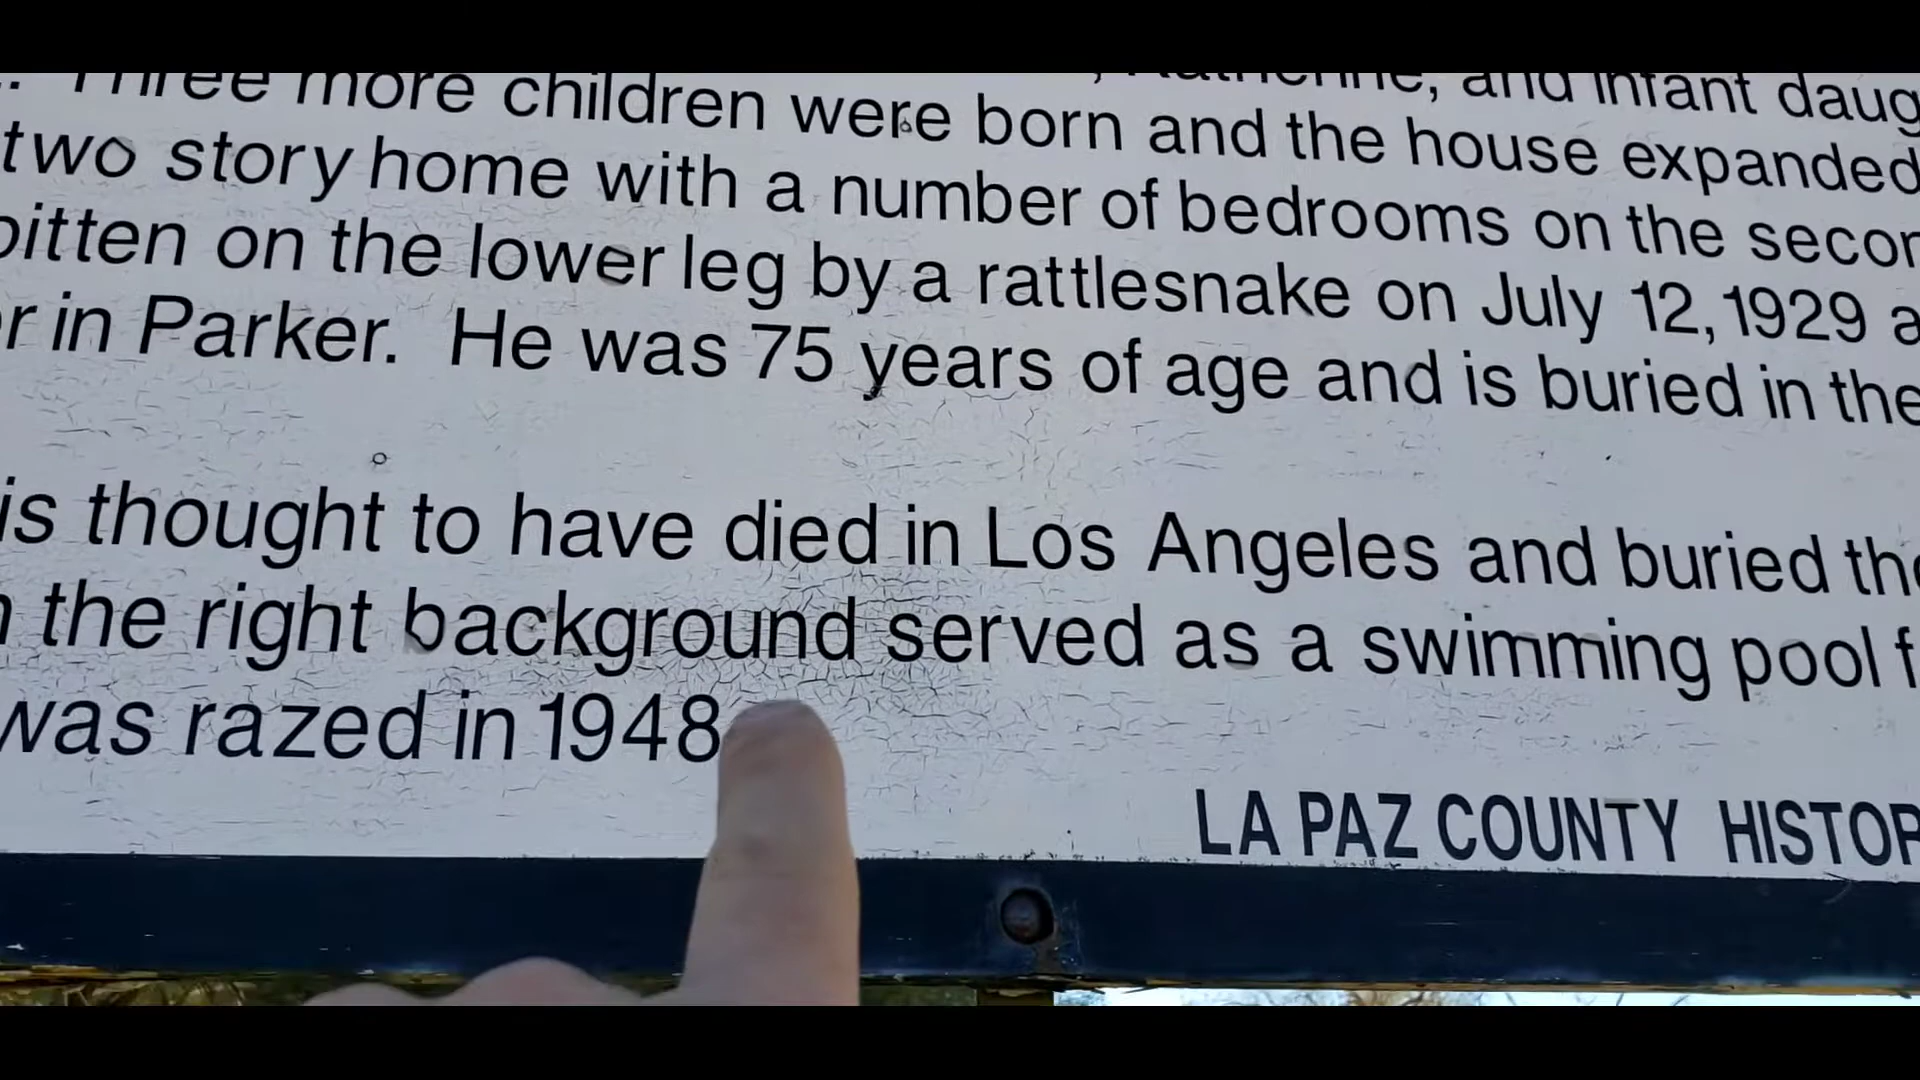 Three more children were born and the house expanded
Katherine, and infant
two story home with a number of bedrooms on the
bitten on the lower leg by a rattlesnake on July 12, 1929
in Parker. He was 75 years of age and is buried in the
is thought to have died in Los Angeles and buried
the right background served as a swimming pool
was razed in 1948
LA PAZ COUNTY